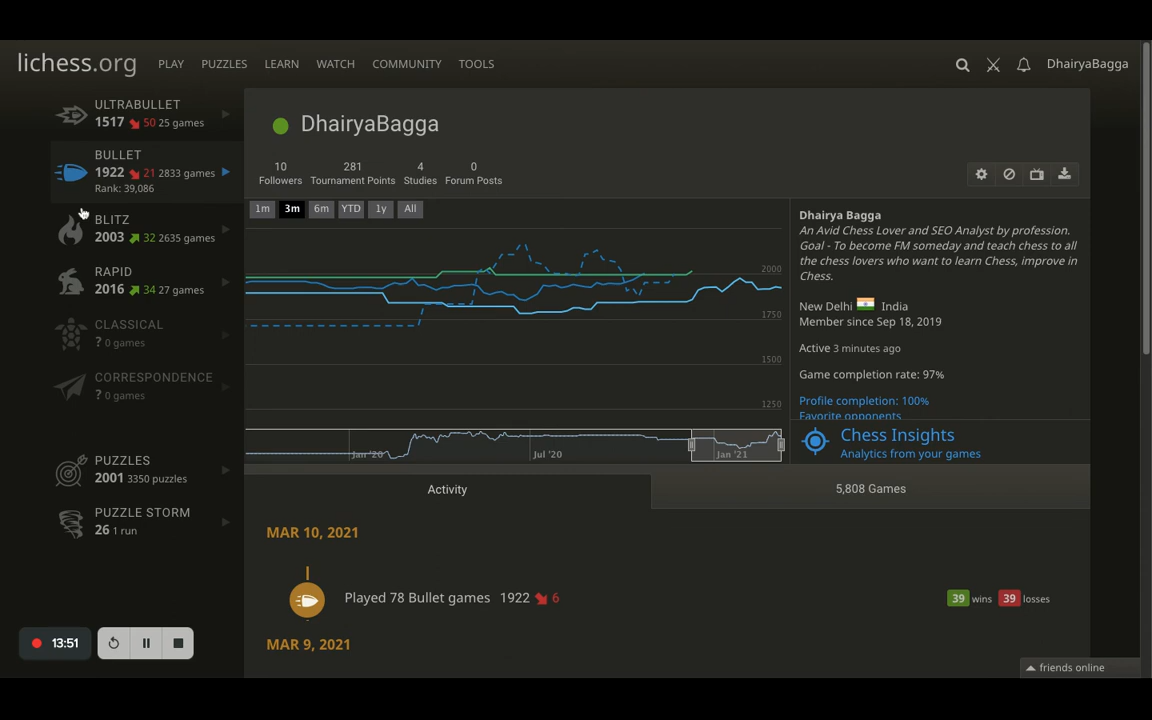 lichess.org PLAY PUZZLES LEARN WATCH COMMUNITY TOOLS DhairyaBagga
ULTRABULLET
1517 50 25 games
BULLET
1922 21 2833 games
Rank: 39,086
BLITZ
2003 32 2635 games
RAPID
2016 34 27 games
CLASSICAL
? 0 games
CORRESPONDENCE
? 0 games
PUZZLES
2001 3350 puzzles
PUZZLE STORM
26 1 run
13:51
DhairyaBagga
10 281 4 0
Followers Tournament Points Studies Forum Posts
1m 3m 6m YTD 1y All
2000
1750
1500
1250
Jan '20 Jul '20 Jan '21
Dhairya Bagga
An Avid Chess Lover and SEO Analyst by profession.
Goal - To become FM someday and teach chess to all
the chess lovers who want to learn Chess, improve in
Chess.
New Delhi India
Member since Sep 18, 2019
Active 3 minutes ago
Game completion rate: 97%
Profile completion: 100%
Favorite opponents
Chess Insights
Analytics from your games
Activity 5,808 Games
MAR 10, 2021
Played 78 Bullet games 1922 6 39 wins 39 losses
MAR 9, 2021
friends online